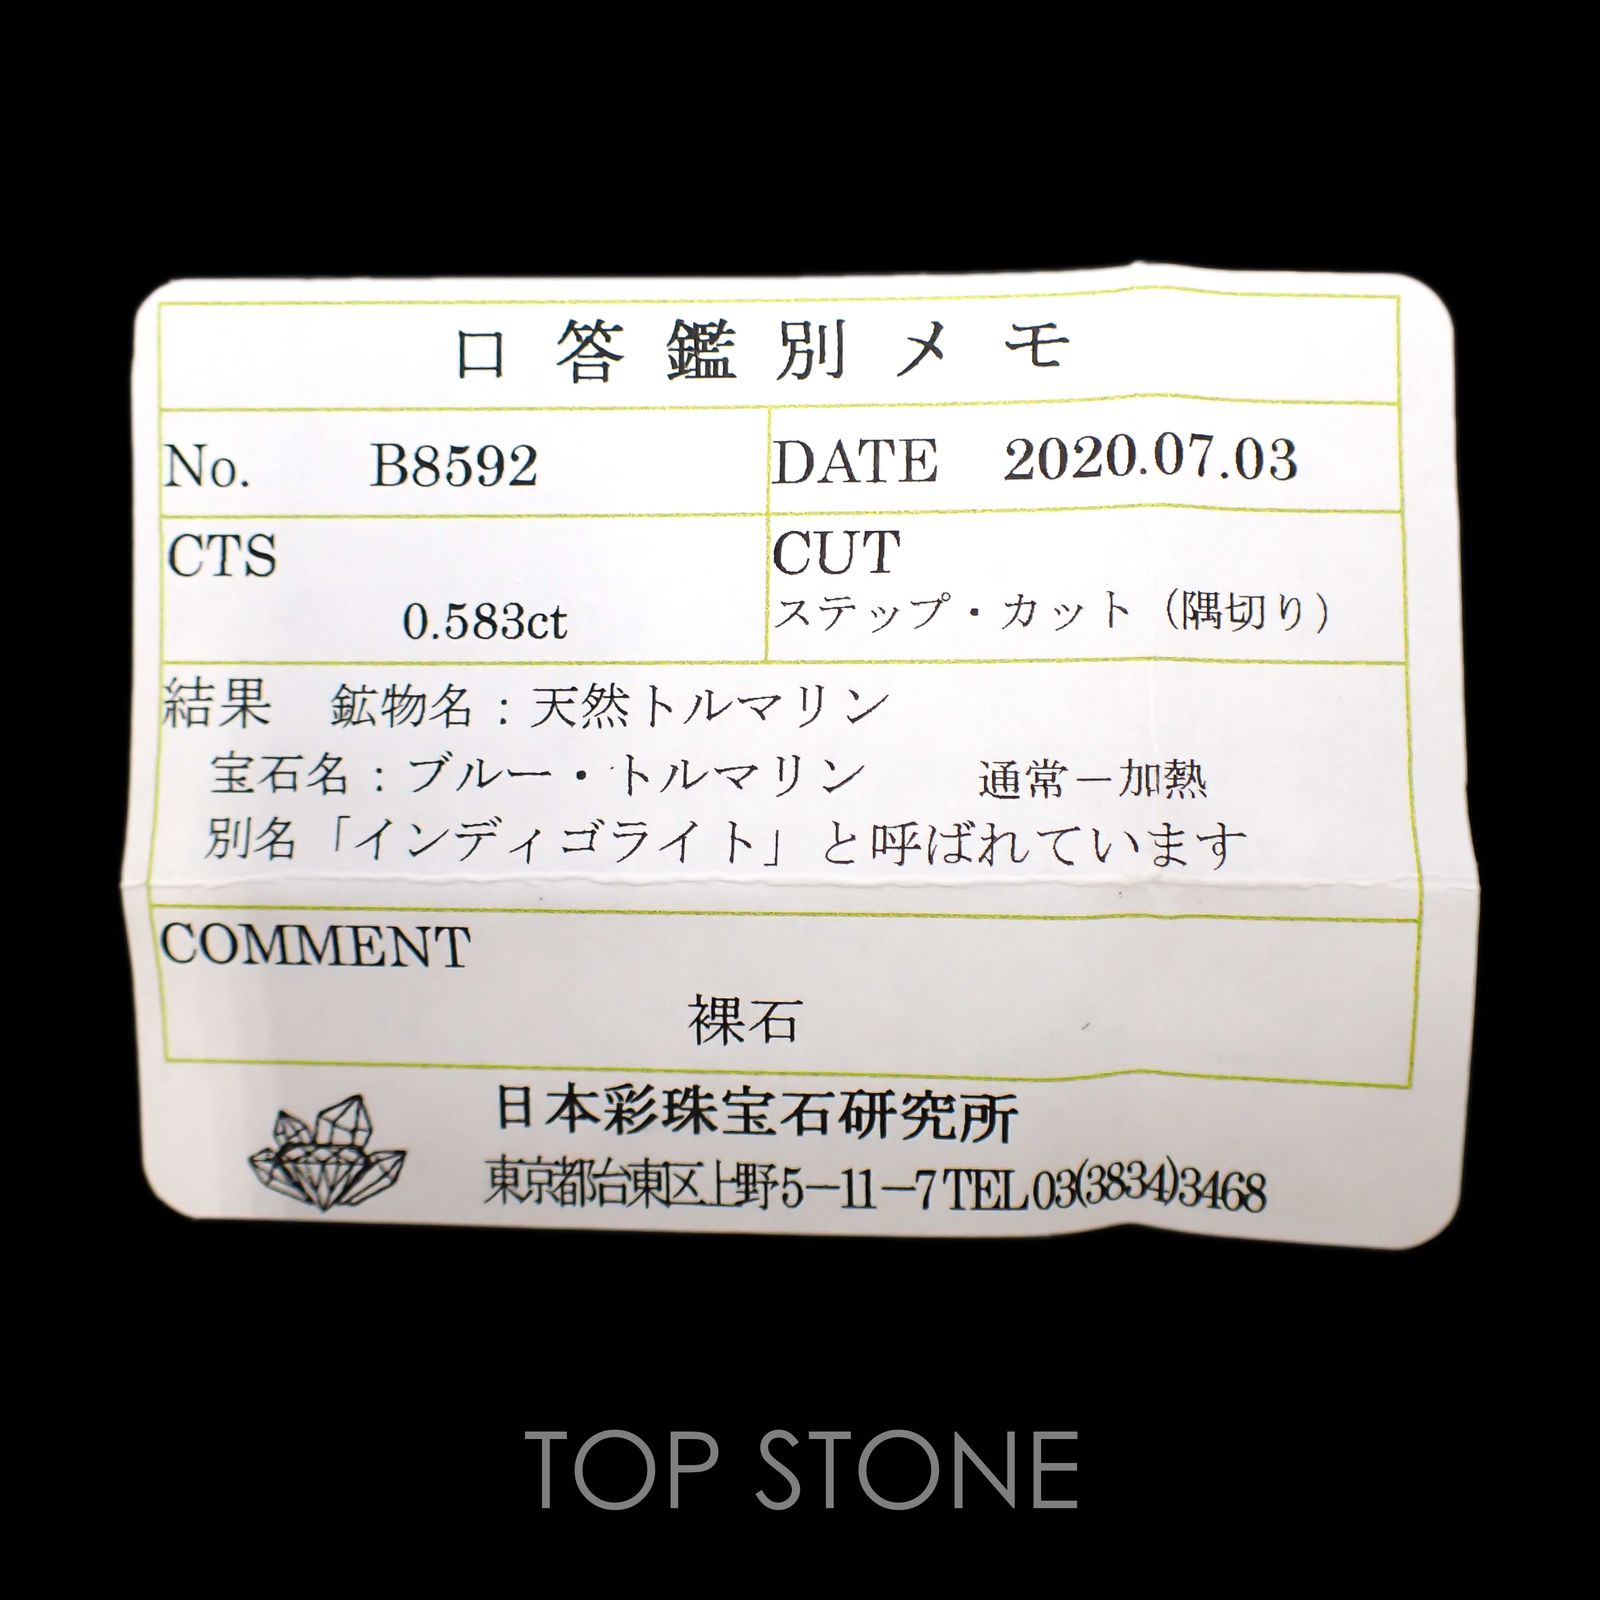 口答鑑別メモ
No. B8592 DATE 2020.07.03
CTS CUT
0.583ct ステップ・カット（隅切り）
結果 鉱物名：天然トルマリン
宝石名：ブルー・トルマリン 通常－加熱
別名「インディゴライト」と呼ばれています
COMMENT
裸石
日本彩珠宝石研究所
東京都台東区上野5－11－7 TEL 03(3834)3468
TOP STONE